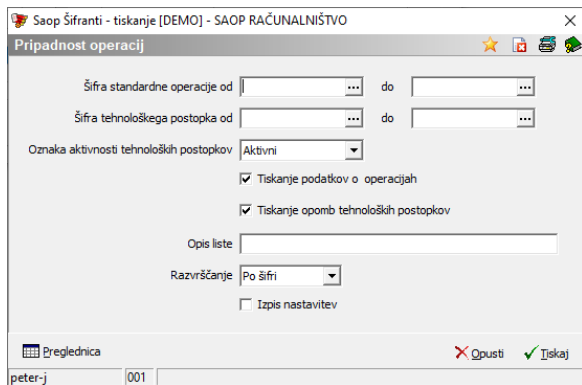 Saop Šifranti - tiskanje [DEMO] - SAOP RAČUNALNIŠTVO
Pripadnost operacij
Šifra standardne operacije od ... do ...
Šifra tehnološkega postopka od ... do ...
Oznaka aktivnosti tehnoloških postopkov Aktivni
Tiskanje podatkov o operacijah
Tiskanje opomb tehnoloških postopkov
Opis liste
Razvrščanje Po šifri
Izpis nastavitev
Preglednica Opusti Tiskaj
peter-j 001